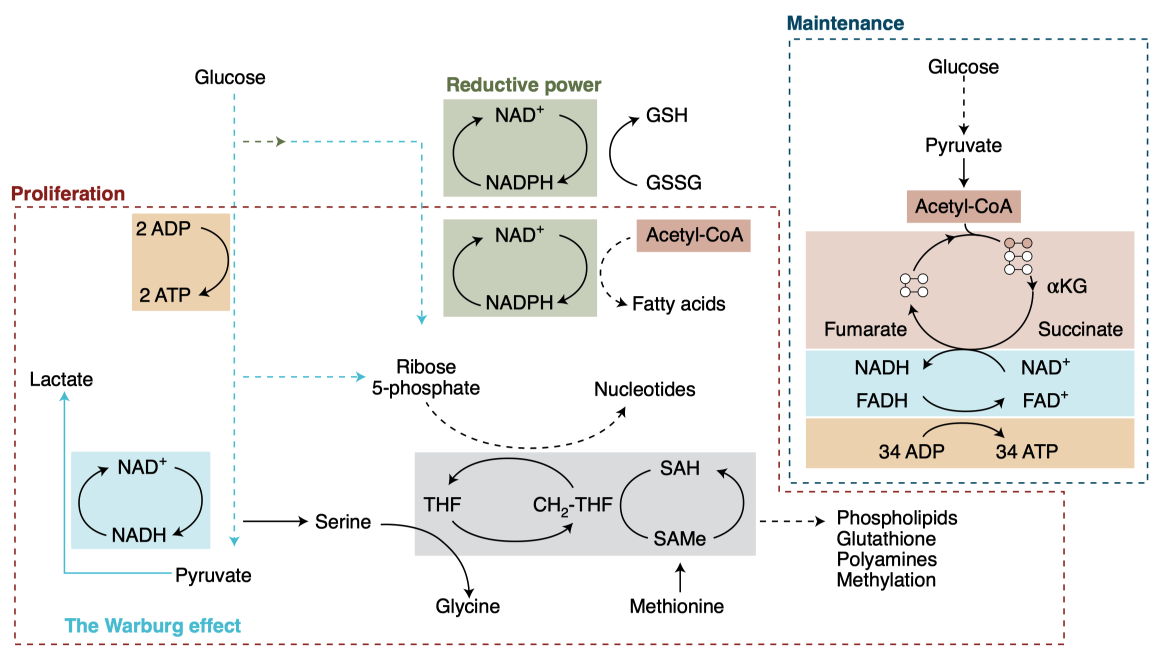 Maintenance
Glucose
Reductive power
Glucose
NAD+
GSH
Pyruvate
NADPH
GSSG
Proliferation
Acetyl-CoA
2 ADP
NAD+
Acetyl-CoA
2 ATP
NADPH
Fatty acids
αKG
Fumarate
Succinate
Lactate
Ribose
5-phosphate
Nucleotides
NADH
NAD+
FADH
FAD+
34 ADP
34 ATP
NAD+
NADH
SAH
THF
CH2-THF
SAMe
Serine
Phospholipids
Glutathione
Polyamines
Methylation
Pyruvate
Glycine
Methionine
The Warburg effect